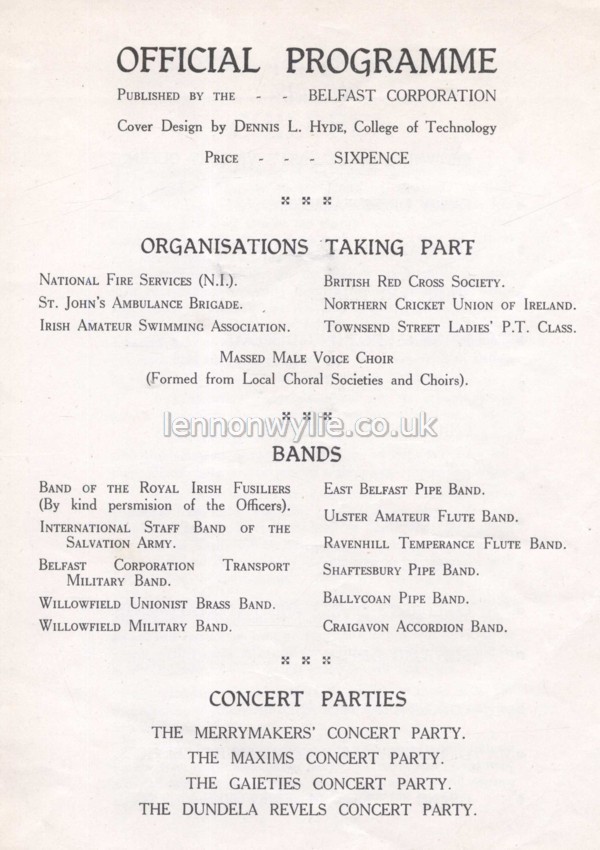 OFFICIAL PROGRAMME
PUBLISHED BY THE - - BELFAST CORPORATION
Cover Design by DENNIS L. HYDE, College of Technology
PRICE - - - SIXPENCE
ORGANISATIONS TAKING PART
NATIONAL FIRE SERVICES (N.I.).
ST. JOHN'S AMBULANCE BRIGADE.
IRISH AMATEUR SWIMMING ASSOCIATION.
BRITISH RED CROSS SOCIETY.
NORTHERN CRICKET UNION OF IRELAND.
TOWNSEND STREET LADIES' P.T. CLASS.
MASSED MALE VOICE CHOIR
(Formed from Local Choral Societies and Choirs).
lennonwylie.co.uk
BANDS
BAND OF THE ROYAL IRISH FUSILIERS
(By kind persmision of the Officers).
INTERNATIONAL STAFF BAND OF THE
SALVATION ARMY.
BELFAST CORPORATION TRANSPORT
MILITARY BAND.
WILLOWFIELD UNIONIST BRASS BAND.
WILLOWFIELD MILITARY BAND.
EAST BELFAST PIPE BAND.
ULSTER AMATEUR FLUTE BAND.
RAVENHILL TEMPERANCE FLUTE BAND.
SHAFTESBURY PIPE BAND.
BALLYCOAN PIPE BAND.
CRAIGAVON ACCORDION BAND.
CONCERT PARTIES
THE MERRYMAKERS' CONCERT PARTY.
THE MAXIMS CONCERT PARTY.
THE GAIETIES CONCERT PARTY.
THE DUNDELA REVELS CONCERT PARTY.